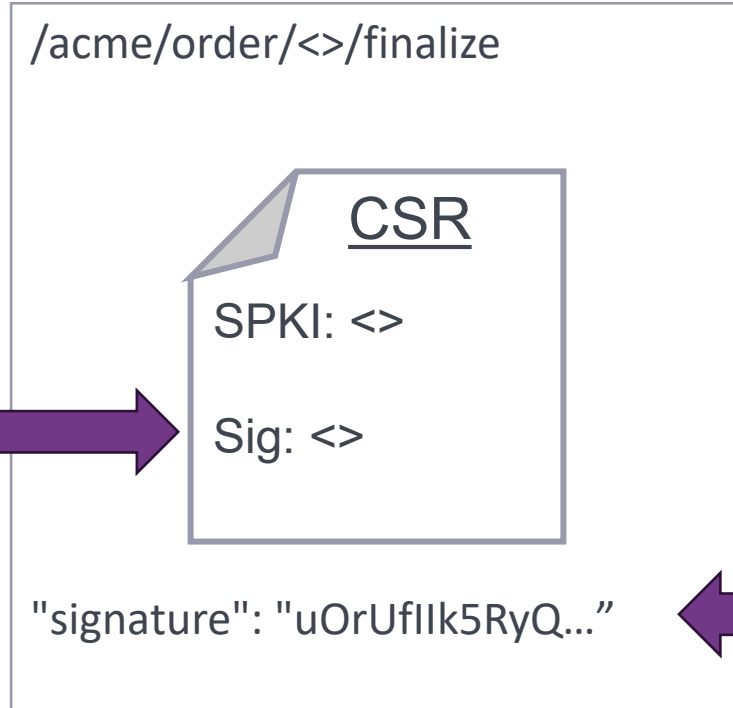 /acme/order/<>/finalize
CSR
SPKI: <>
Sig: <>
"signature": "uOrUfIIk5RyQ…”